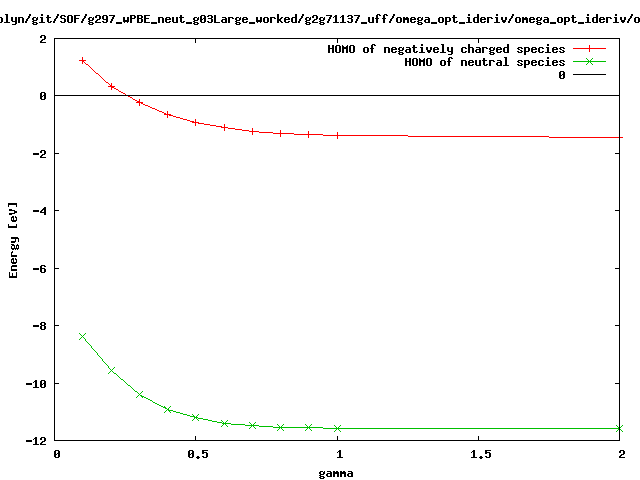 olyn/git/SOF/g297_wPBE_neut_g03Large_worked/g2g71137_uff/omega_opt_ideriv/omega_opt_ideriv/o
HOMO of negatively charged species
HOMO of neutral species
0
2
0
-2
-4
-6
-8
-10
-12
Energy [eV]
0 0.5 1 1.5 2
gamma